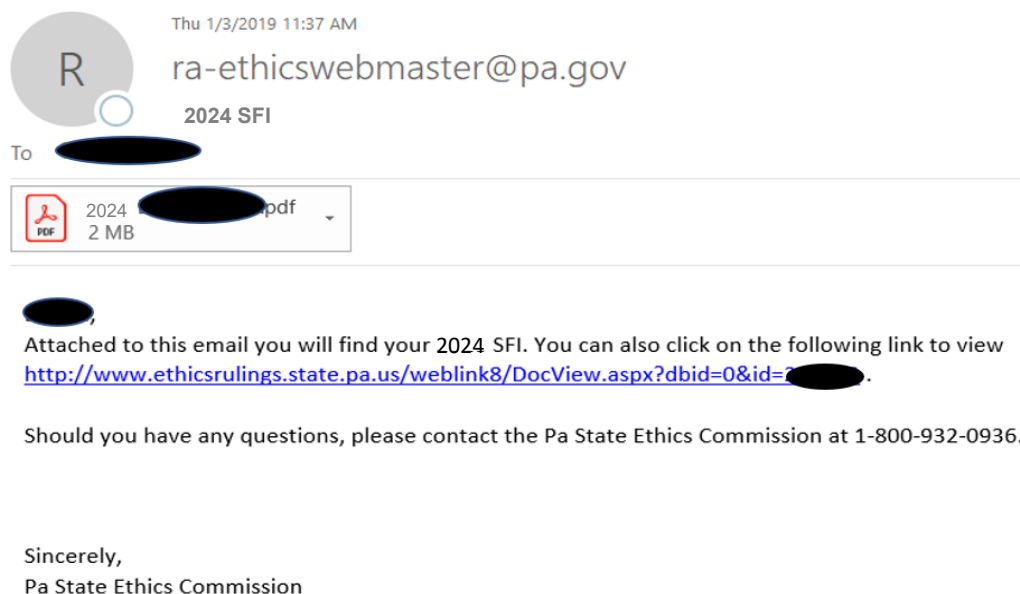 Thu 1/3/2019 11:37 AM
R
ra-ethicswebmaster@pa.gov
2024 SFI
To
2024 pdf
PDF
2 MB
,
Attached to this email you will find your 2024 SFI. You can also click on the following link to view
http://www.ethicsrulings.state.pa.us/weblink8/DocView.aspx?dbid=0&id= .
Should you have any questions, please contact the Pa State Ethics Commission at 1-800-932-0936.
Sincerely,
Pa State Ethics Commission